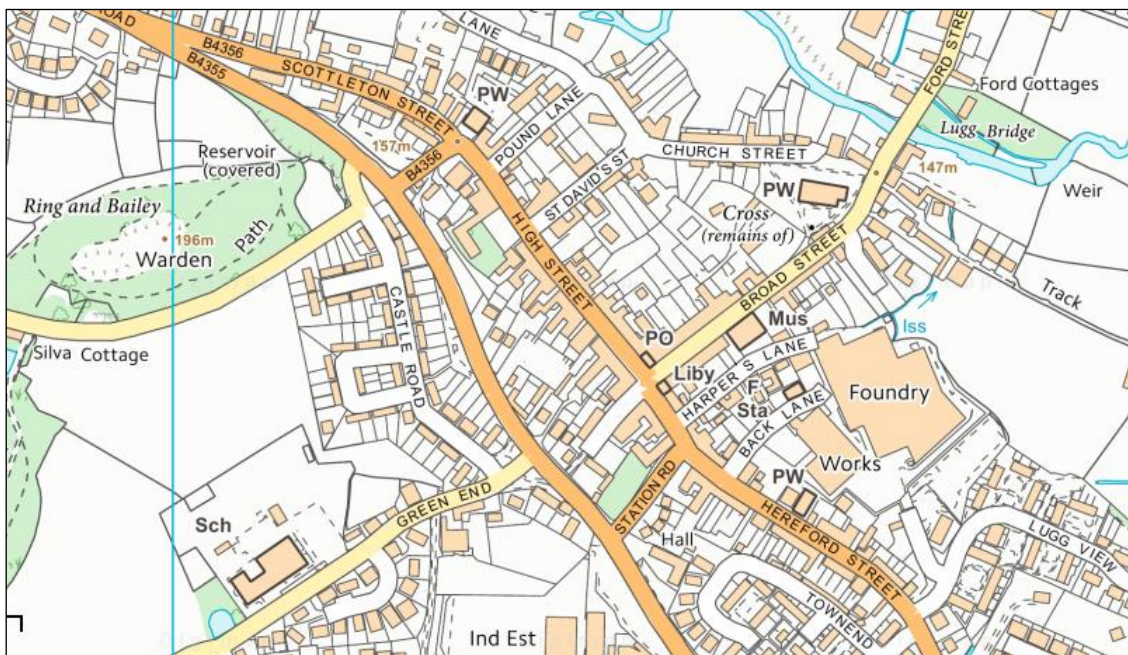 ROAD
B4356
B4355
SCOTTLETON STREET
PW
LANE
POUND LANE
157m
B4356
Reservoir
(covered)
Ring and Bailey
196m
Path
Warden
Silva Cottage
ST DAVID'S ST
CHURCH STREET
PW
Cross
(remains of)
FORD STRE
Ford Cottages
Lugg Bridge
147m
Weir
HIGH STREET
BROAD STREET
Track
Iss
CASTLE ROAD
PO
Mus
Liby
HARPER S LANE
F
Sta
BACK LANE
Foundry
Works
PW
STATION RD
GREEN END
Sch
Hall
HEREFORD STREET
LUGG VIEW
TOWNEND
Ind Est